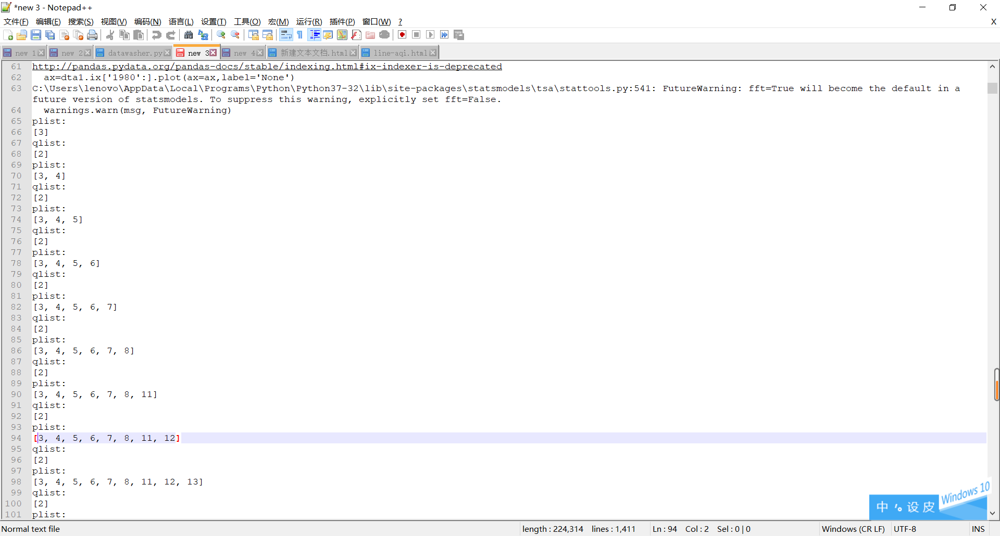 *new 3 - Notepad++
文件(F) 编辑(E) 搜索(S) 视图(V) 编码(N) 语言(L) 设置(T) 工具(O) 宏(M) 运行(R) 插件(P) 窗口(W) ? X
new 1 new 2 datawasher.py new 3 new 4 新建文本文档.html line-aqi.html
61 http://pandas.pydata.org/pandas-docs/stable/indexing.html#ix-indexer-is-deprecated
62 ax=dta1.ix['1980':].plot(ax=ax,label='None')
63 C:\Users\lenovo\AppData\Local\Programs\Python\Python37-32\lib\site-packages\statsmodels\tsa\stattools.py:541: FutureWarning: fft=True will become the default in a
future version of statsmodels. To suppress this warning, explicitly set fft=False.
64 warnings.warn(msg, FutureWarning)
65 plist:
66 [3]
67 qlist:
68 [2]
69 plist:
70 [3, 4]
71 qlist:
72 [2]
73 plist:
74 [3, 4, 5]
75 qlist:
76 [2]
77 plist:
78 [3, 4, 5, 6]
79 qlist:
80 [2]
81 plist:
82 [3, 4, 5, 6, 7]
83 qlist:
84 [2]
85 plist:
86 [3, 4, 5, 6, 7, 8]
87 qlist:
88 [2]
89 plist:
90 [3, 4, 5, 6, 7, 8, 11]
91 qlist:
92 [2]
93 plist:
94 [3, 4, 5, 6, 7, 8, 11, 12]
95 qlist:
96 [2]
97 plist:
98 [3, 4, 5, 6, 7, 8, 11, 12, 13]
99 qlist:
100 [2]
101 plist:
Windows 10
中 设 皮
Normal text file length : 224,314 lines : 1,411 Ln : 94 Col : 2 Sel : 0 | 0 Windows (CR LF) UTF-8 INS